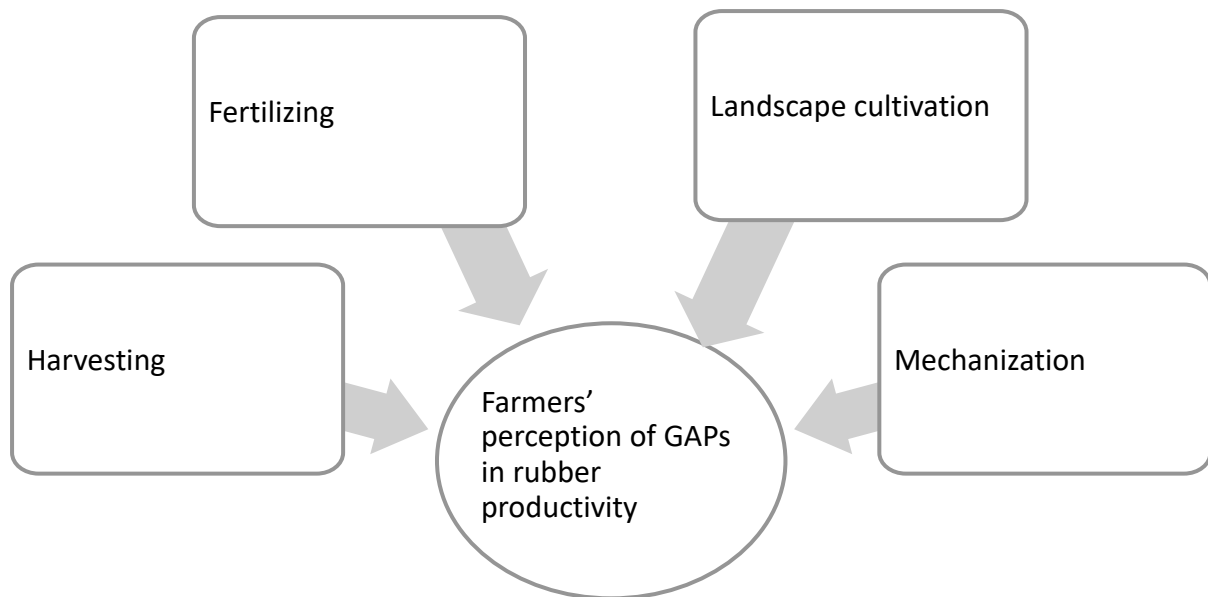 Fertilizing
Landscape cultivation
Harvesting
Mechanization
Farmers’
perception of GAPs
in rubber
productivity